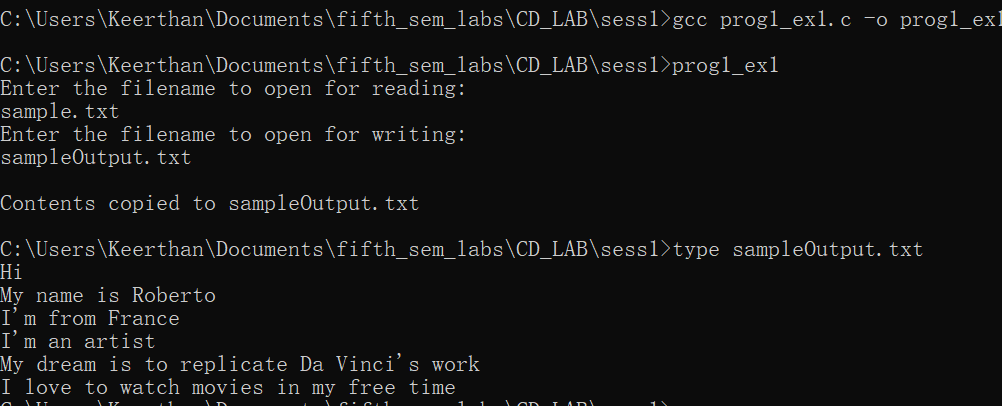 C:\Users\Keerthan\Documents\fifth_sem_labs\CD_LAB\sess1>gcc prog1_ex1.c -o prog1_ex1
C:\Users\Keerthan\Documents\fifth_sem_labs\CD_LAB\sess1>prog1_ex1
Enter the filename to open for reading:
sample.txt
Enter the filename to open for writing:
sampleOutput.txt
Contents copied to sampleOutput.txt
C:\Users\Keerthan\Documents\fifth_sem_labs\CD_LAB\sess1>type sampleOutput.txt
Hi
My name is Roberto
I'm from France
I'm an artist
My dream is to replicate Da Vinci's work
I love to watch movies in my free time